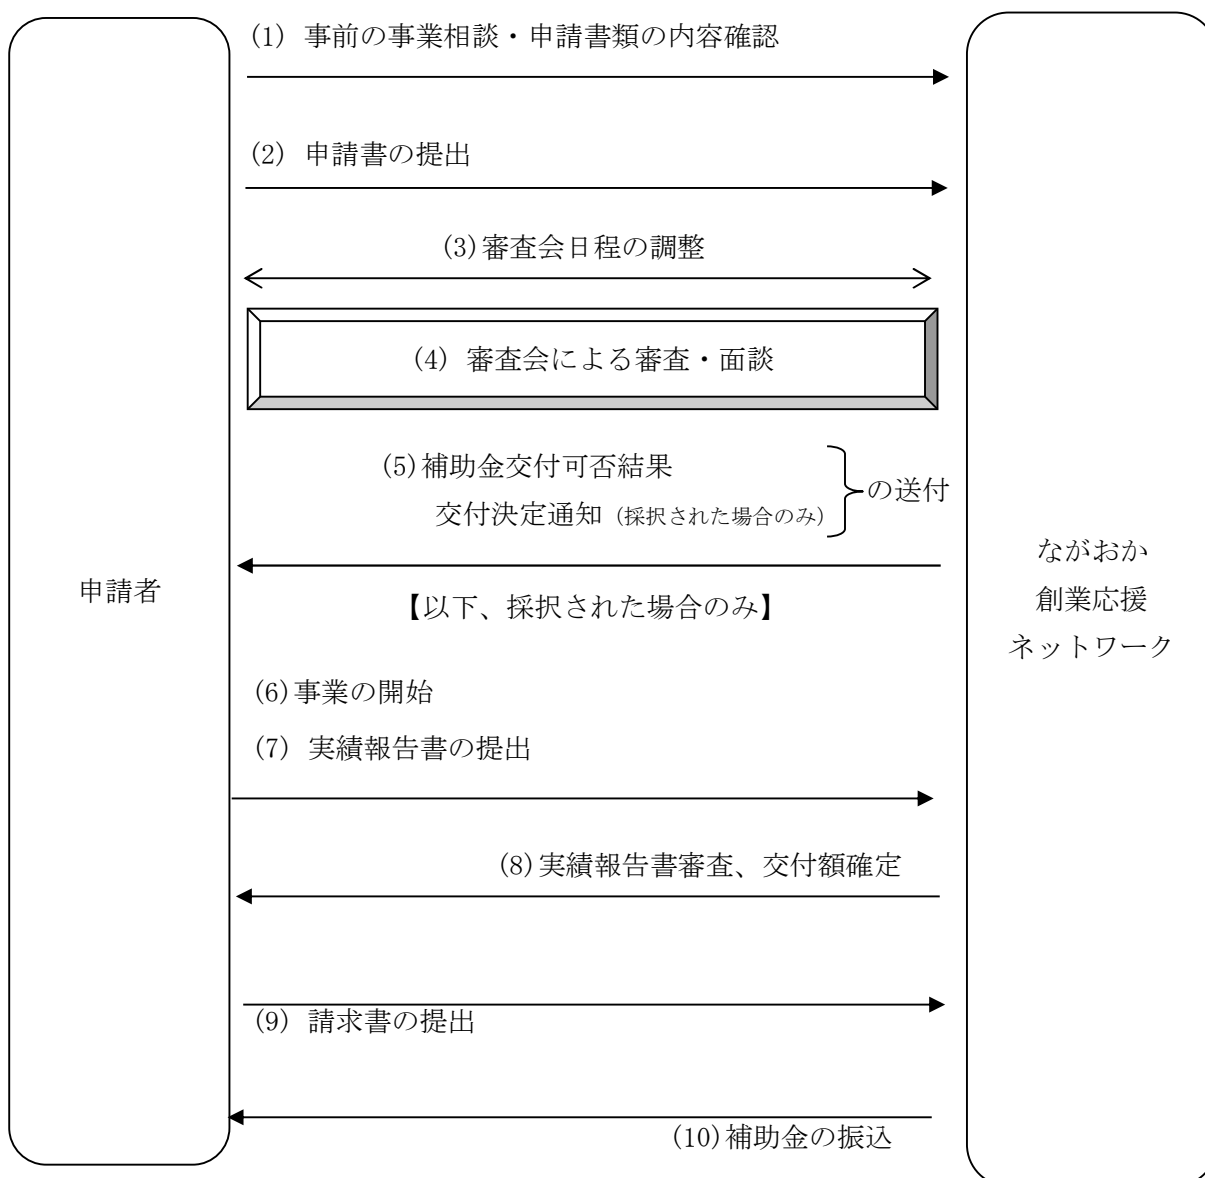 (1) 事前の事業相談・申請書類の内容確認
(2) 申請書の提出
(3)審査会日程の調整
(4) 審査会による審査・面談
(5)補助金交付可否結果
交付決定通知（採択された場合のみ）
の送付
申請者
ながおか
創業応援
ネットワーク
【以下、採択された場合のみ】
(6)事業の開始
(7) 実績報告書の提出
(8)実績報告書審査、交付額確定
(9) 請求書の提出
(10)補助金の振込